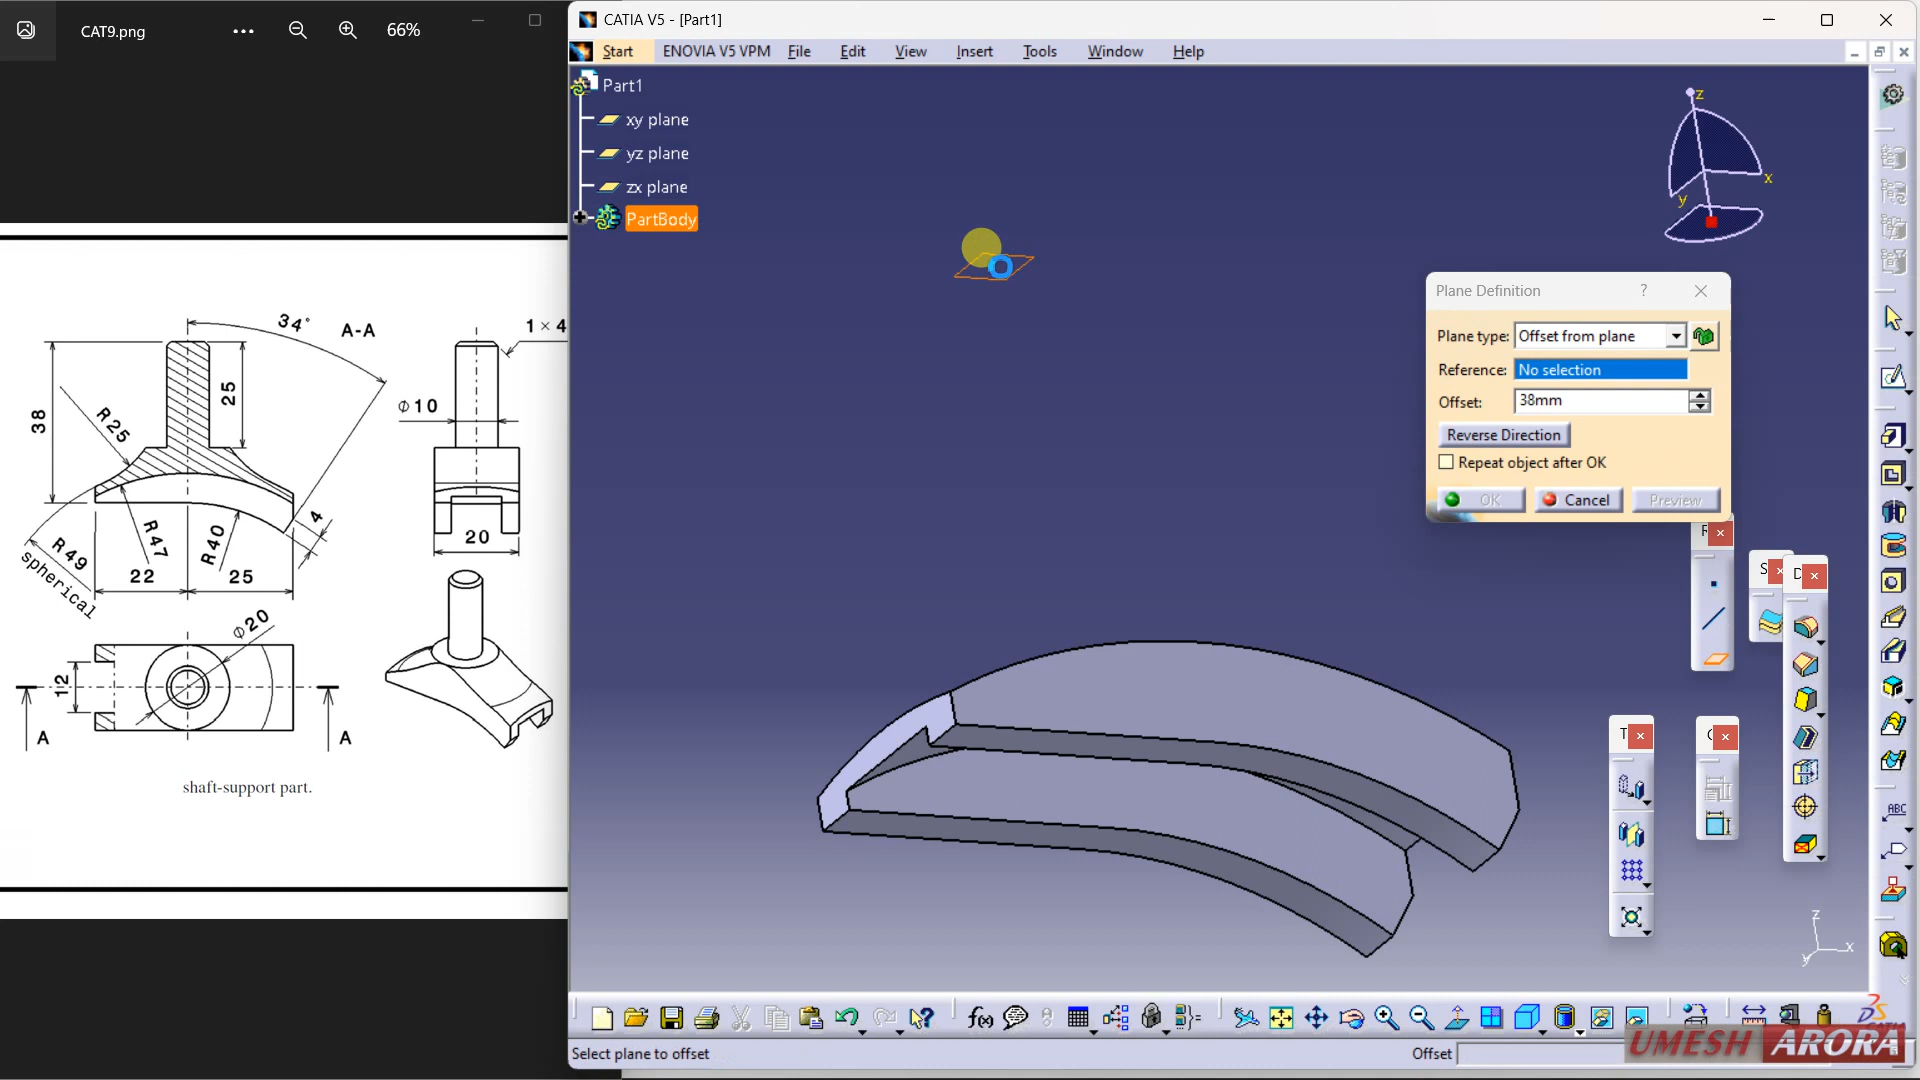 CAT9.png
66%
34°
A-A
1×4
38
R25
25
Φ10
R47
R40
4
R49
spherical
22
25
20
Φ20
12
A
A
shaft-support part.
CATIA V5 - [Part1]
Start
ENOVIA V5 VPM
File
Edit
View
Insert
Tools
Window
Help
Part1
xy plane
yz plane
zx plane
PartBody
z
x
y
Plane Definition
?
Plane type:
Offset from plane
Reference:
No selection
Offset:
38mm
Reverse Direction
Repeat object after OK
OK
Cancel
Preview
S
D
T
ABC
z
x
y
f(x)
Select plane to offset
Offset
UMESH ARORA